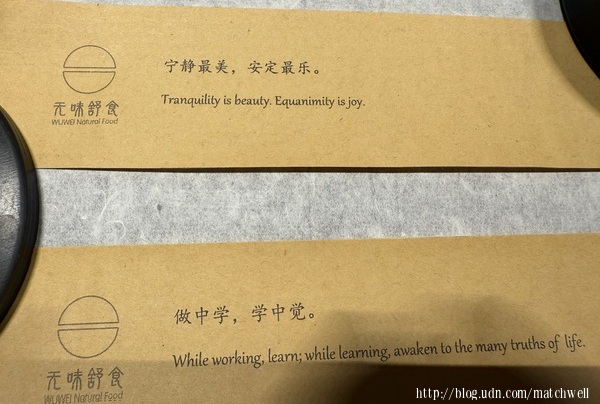 宁静最美，安定最乐。
Tranquility is beauty. Equanimity is joy.
无味舒食
WUWEI Natural Food
做中学，学中觉。
While working, learn; while learning, awaken to the many truths of life.
无味舒食
WUWEI Natural Food
http://blog.udn.com/matchwell